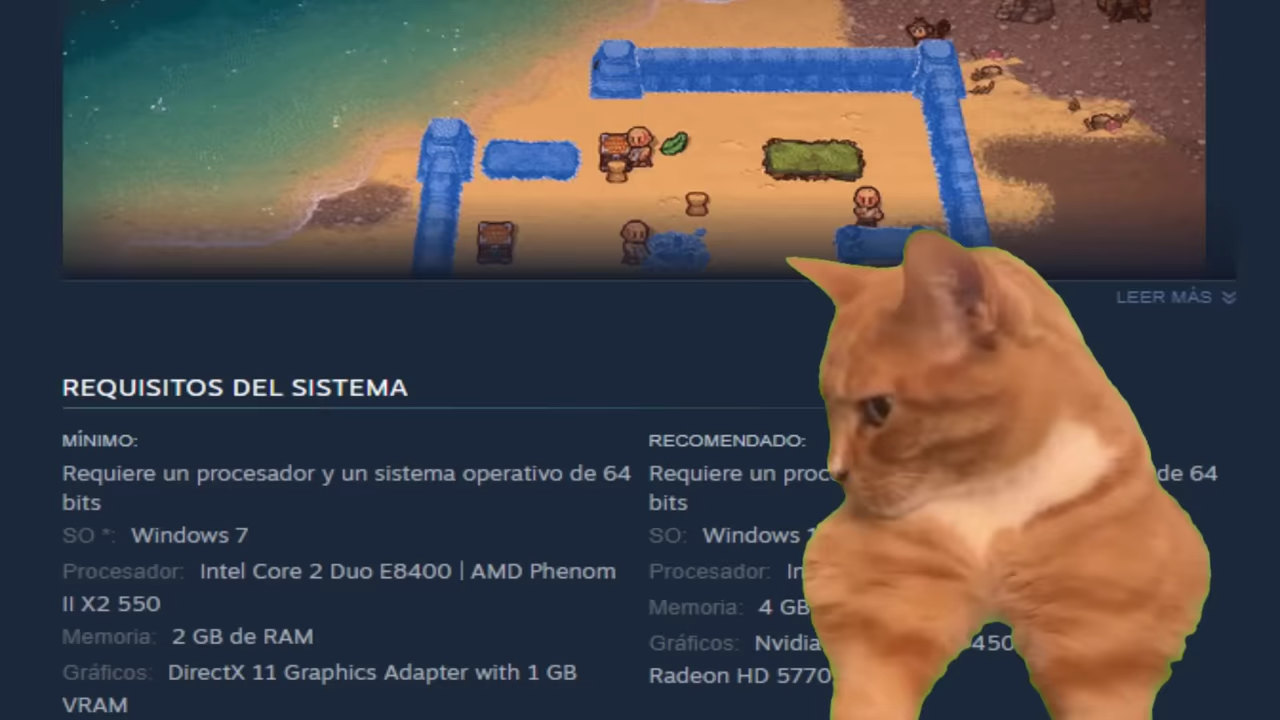 LEER MÁS
REQUISITOS DEL SISTEMA
MÍNIMO:
Requiere un procesador y un sistema operativo de 64
bits
SO *: Windows 7
Procesador: Intel Core 2 Duo E8400 | AMD Phenom
II X2 550
Memoria: 2 GB de RAM
Gráficos: DirectX 11 Graphics Adapter with 1 GB
VRAM
RECOMENDADO:
Requiere un de 64
bits
SO: Windows
Procesador:
Memoria: 4 GB
Gráficos: Nvidia 450
Radeon HD 5770